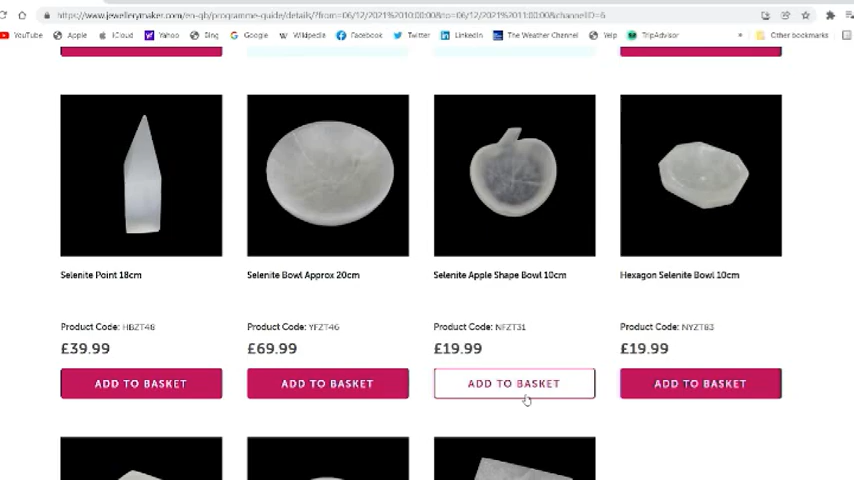 https://www.jewellerymaker.com/en-gb/programme-guide/details/?from=06/12/2021%2010:00:00&to=06/12/2021%2011:00:00&channelID=6
YouTube Apple iCloud Yahoo Bing Google Wikipedia Facebook Twitter LinkedIn The Weather Channel Yelp TripAdvisor » Other bookmarks
Selenite Point 18cm Selenite Bowl Approx 20cm Selenite Apple Shape Bowl 10cm Hexagon Selenite Bowl 10cm
Product Code: HBZT48 Product Code: YFZT46 Product Code: NFZT31 Product Code: NYZT83
£39.99 £69.99 £19.99 £19.99
ADD TO BASKET ADD TO BASKET ADD TO BASKET ADD TO BASKET